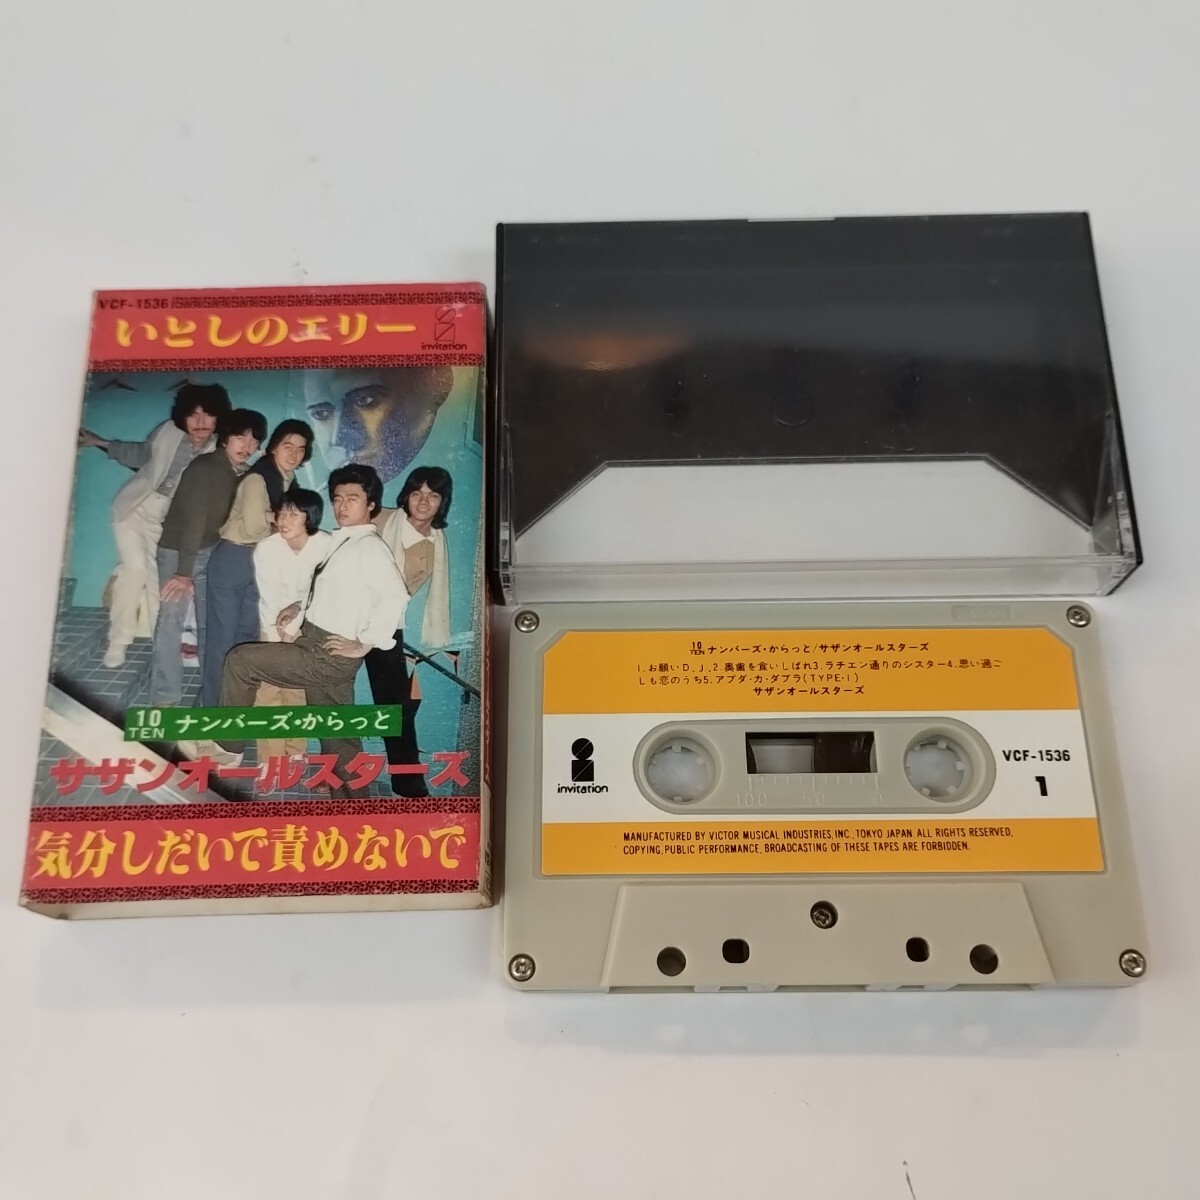 VCF-1536
いとしのエリー
invitation
10
TEN
ナンバーズ・からっと
サザンオールスターズ
気分しだいで責めないで
10
TEN
ナンバーズ・からっと/サザンオールスターズ
1.お願いD.J.2.奥歯を食いしばれ3.ラチエン通りのシスター4.思い過ご
しも恋のうち5.アブダ・カ・ダブラ(TYPE-1)
サザンオールスターズ
invitation
VCF-1536
1
100 50 0
MANUFACTURED BY VICTOR MUSICAL INDUSTRIES, INC., TOKYO JAPAN. ALL RIGHTS RESERVED.
COPYING, PUBLIC PERFORMANCE, BROADCASTING OF THESE TAPES ARE FORBIDDEN.